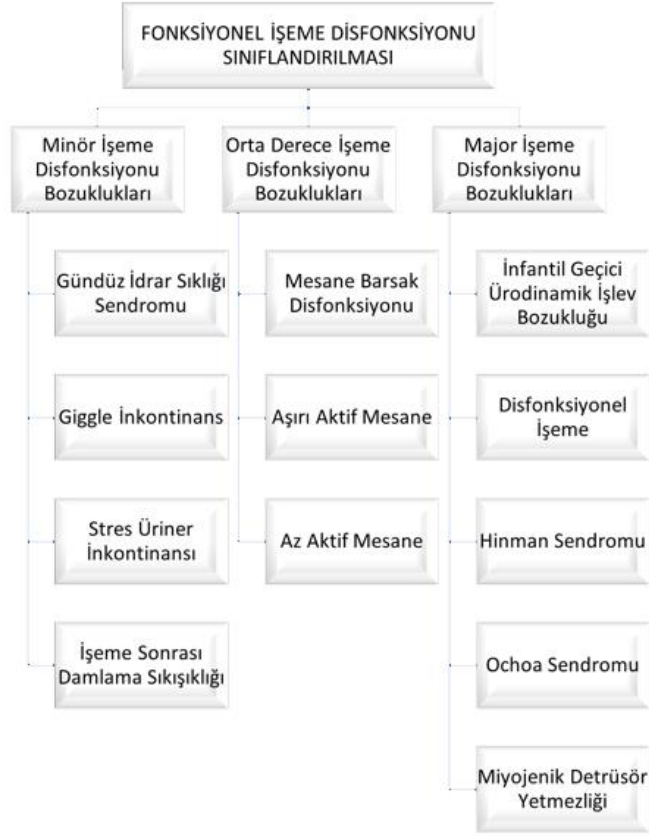 FONKSİYONEL İŞEME DİSFONKSİYONU
SINIFLANDIRILMASI
Minör İşeme
Disfonksiyonu
Bozuklukları
Gündüz İdrar Sıklığı
Sendromu
Giggle İnkontinans
Stres Üriner
İnkontinansı
İşeme Sonrası
Damlama Sıkışıklığı
Orta Derece İşeme
Disfonksiyonu
Bozuklukları
Mesane Barsak
Disfonksiyonu
Aşırı Aktif Mesane
Az Aktif Mesane
Major İşeme
Disfonksiyonu
Bozuklukları
İnfantil Geçici
Ürodinamik İşlev
Bozukluğu
Disfonksiyonel
İşeme
Hinman Sendromu
Ochoa Sendromu
Miyojenik Detrüsör
Yetmezliği